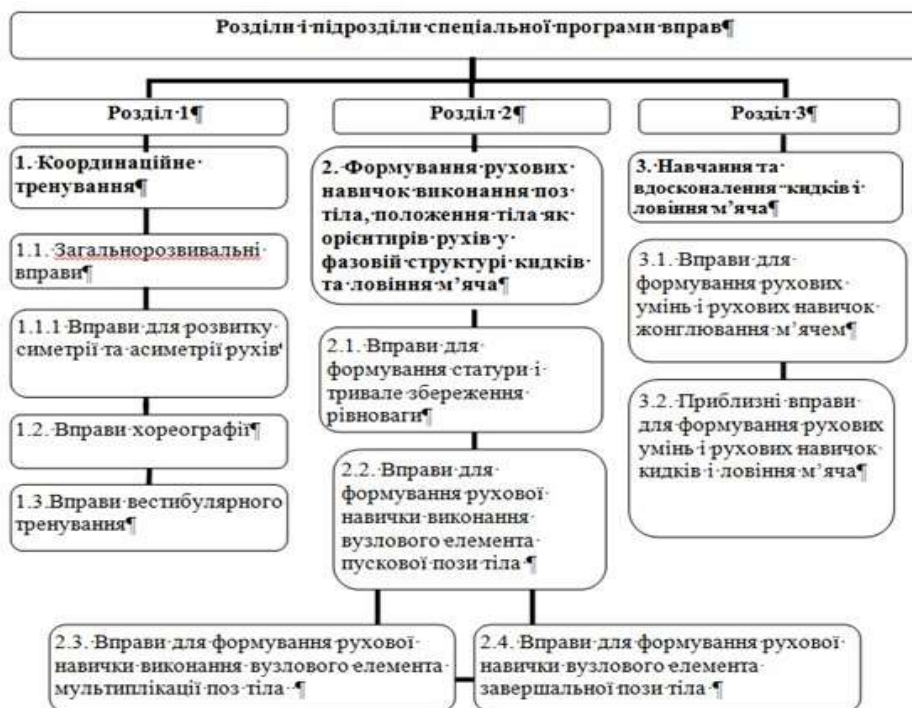 Розділи·і·підрозділи·спеціальної·програми·вправ¶
Розділ·1¶
1.·Координаційне·
тренування¶
1.1.·Загальнорозвивальні·
вправи¶
1.1.1·Вправи·для·розвитку·
симетрії·та·асиметрії·рухів¶
1.2.·Вправи·хореографії¶
1.3.Вправи·вестибулярного·
тренування¶
Розділ·2¶
2.·Формування·рухових·
навичок·виконання·поз·
тіла,·положення·тіла·як·
орієнтирів·рухів·у·
фазовій·структурі·кидків·
та·ловіння·м’яча¶
2.1.·Вправи·для·
формування·статури·і·
тривале·збереження·
рівноваги¶
2.2.·Вправи·для·
формування·рухової·
навички·виконання·
вузлового·елемента·
пускової·пози·тіла·¶
2.3.·Вправи·для·формування·рухової·
навички·виконання·вузлового·елемента·
мультиплікації·поз·тіла·¶
2.4.·Вправи·для·формування·рухової·
навички·вузлового·елемента·
завершальної·пози·тіла¶
Розділ·3¶
3.·Навчання·та·
вдосконалення·кидків·і·
ловіння·м’яча¶
3.1.·Вправи·для·
формування·рухових·
умінь·і·рухових·навичок·
жонглювання·м’ячем¶
3.2.·Приблизні·вправи·
для·формування·рухових·
умінь·і·рухових·навичок·
кидків·і·ловіння·м’яча¶